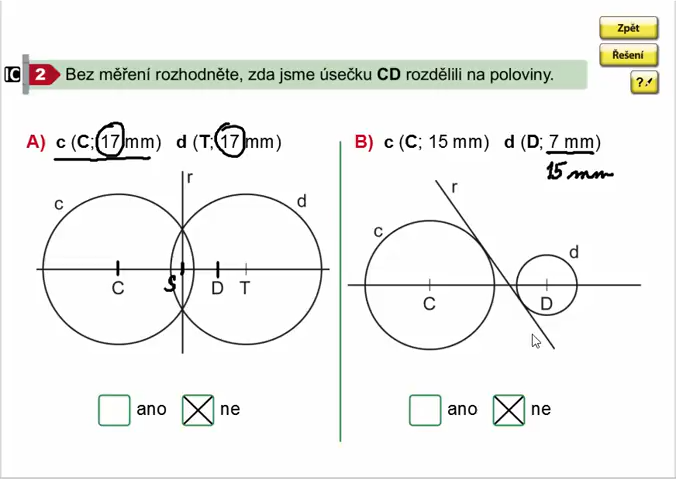 Zpět
Řešení
?
IC 2 Bez měření rozhodněte, zda jsme úsečku CD rozdělili na poloviny.
A) c (C; 17 mm) d (T; 17 mm)
r
c
d
C
S
D
T
ano
ne
B) c (C; 15 mm) d (D; 7 mm)
15 mm
r
c
d
C
D
ano
ne